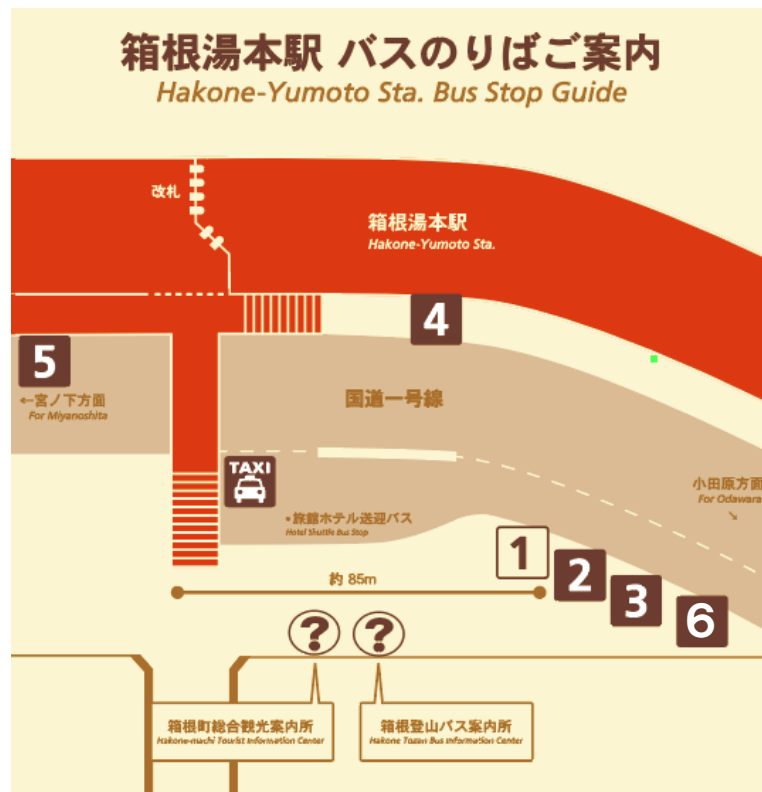 箱根湯本駅 バスのりばご案内
Hakone-Yumoto Sta. Bus Stop Guide
改札
箱根湯本駅
Hakone-Yumoto Sta.
4
5
←宮ノ下方面
For Miyanoshita
国道一号線
TAXI
小田原方面
For Odawara
↘
•旅館ホテル送迎バス
Hotel Shuttle Bus Stop
1
2
3
6
約 85m
?
?
箱根町総合観光案内所
Hakone-machi Tourist Information Center
箱根登山バス案内所
Hakone Tozan Bus Information Center